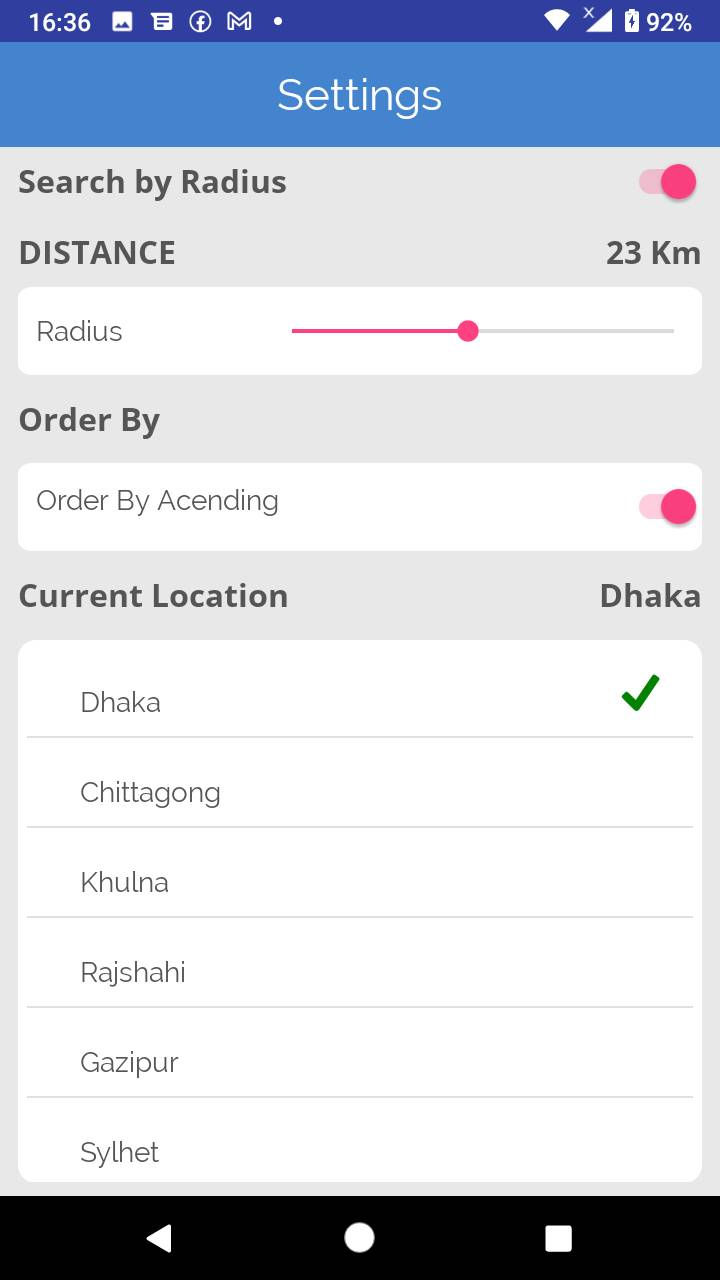 16:36 92%
Settings
Search by Radius
DISTANCE 23 Km
Radius
Order By
Order By Acending
Current Location Dhaka
Dhaka
Chittagong
Khulna
Rajshahi
Gazipur
Sylhet